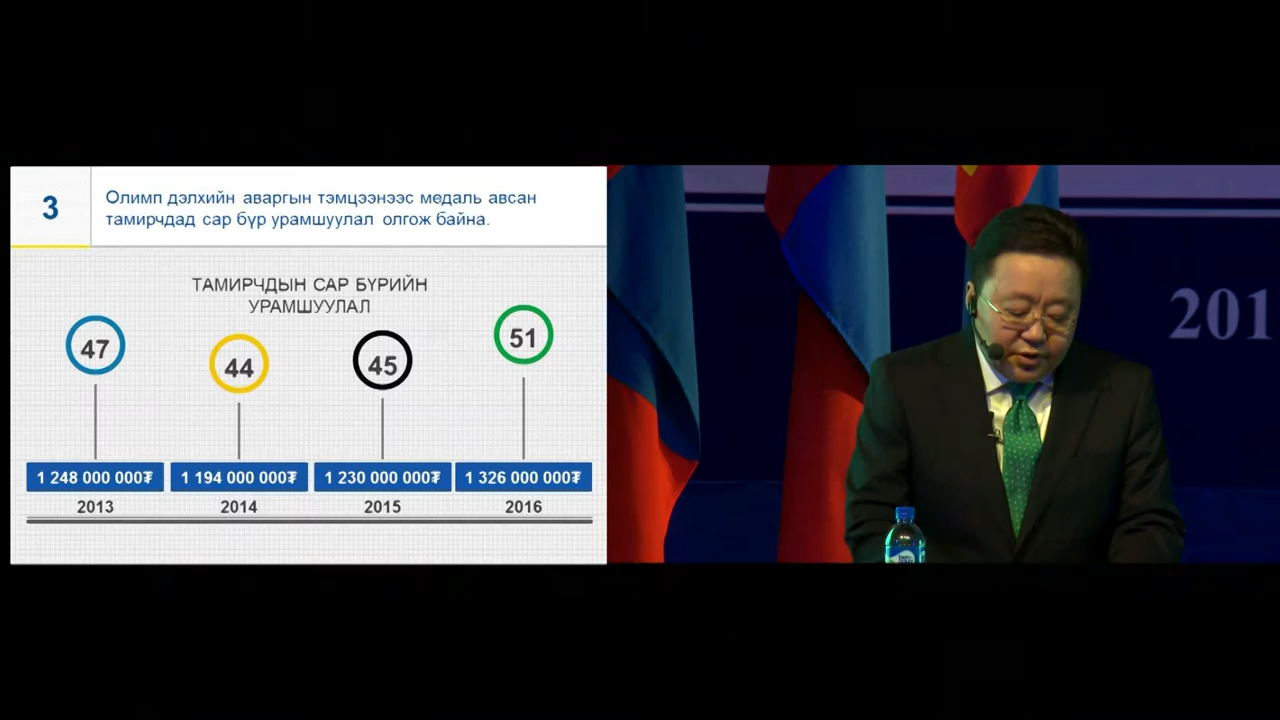 3
Олимп дэлхийн аваргын тэмцээнээс медаль авсан
тамирчдад сар бүр урамшуулал олгож байна.
ТАМИРЧДЫН САР БҮРИЙН
УРАМШУУЛАЛ
47
44
45
51
1 248 000 000₮
1 194 000 000₮
1 230 000 000₮
1 326 000 000₮
2013
2014
2015
2016
201